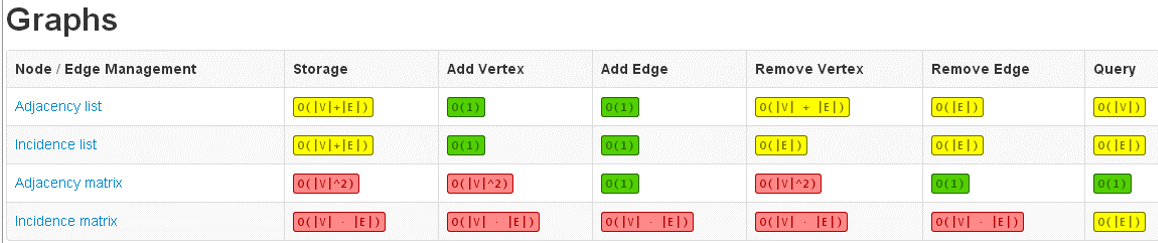 Graphs
Node / Edge Management Storage Add Vertex Add Edge Remove Vertex Remove Edge Query
Adjacency list O(|V|+|E|) O(1) O(1) O(|V| + |E|) O(|E|) O(|V|)
Incidence list O(|V|+|E|) O(1) O(1) O(|E|) O(|E|) O(|E|)
Adjacency matrix O(|V|^2) O(|V|^2) O(1) O(|V|^2) O(1) O(1)
Incidence matrix O(|V| · |E|) O(|V| · |E|) O(|V| · |E|) O(|V| · |E|) O(|V| · |E|) O(|E|)